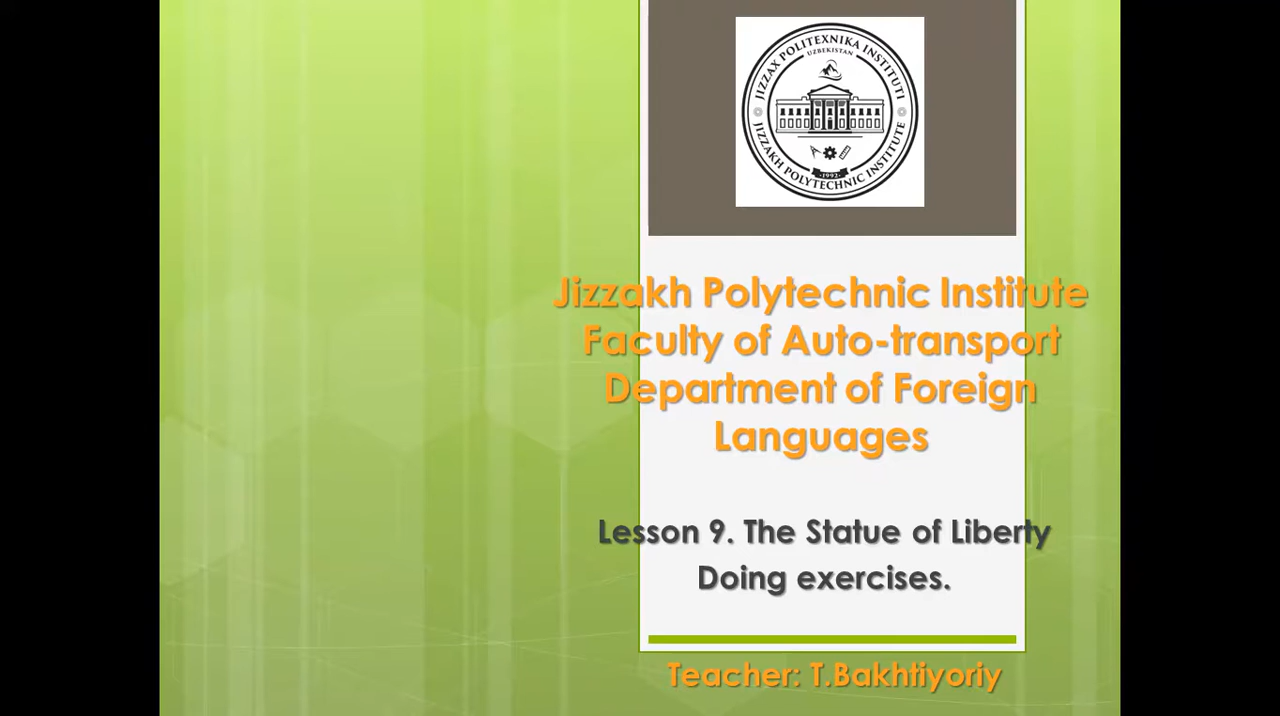 JIZZAX POLITEXNIKA INSTITUTI
UZBEKISTAN
1992
JIZZAKH POLYTECHNIC INSTITUTE
Jizzakh Polytechnic Institute
Faculty of Auto-transport
Department of Foreign
Languages
Lesson 9. The Statue of Liberty
Doing exercises.
Teacher: T.Bakhtiyoriy